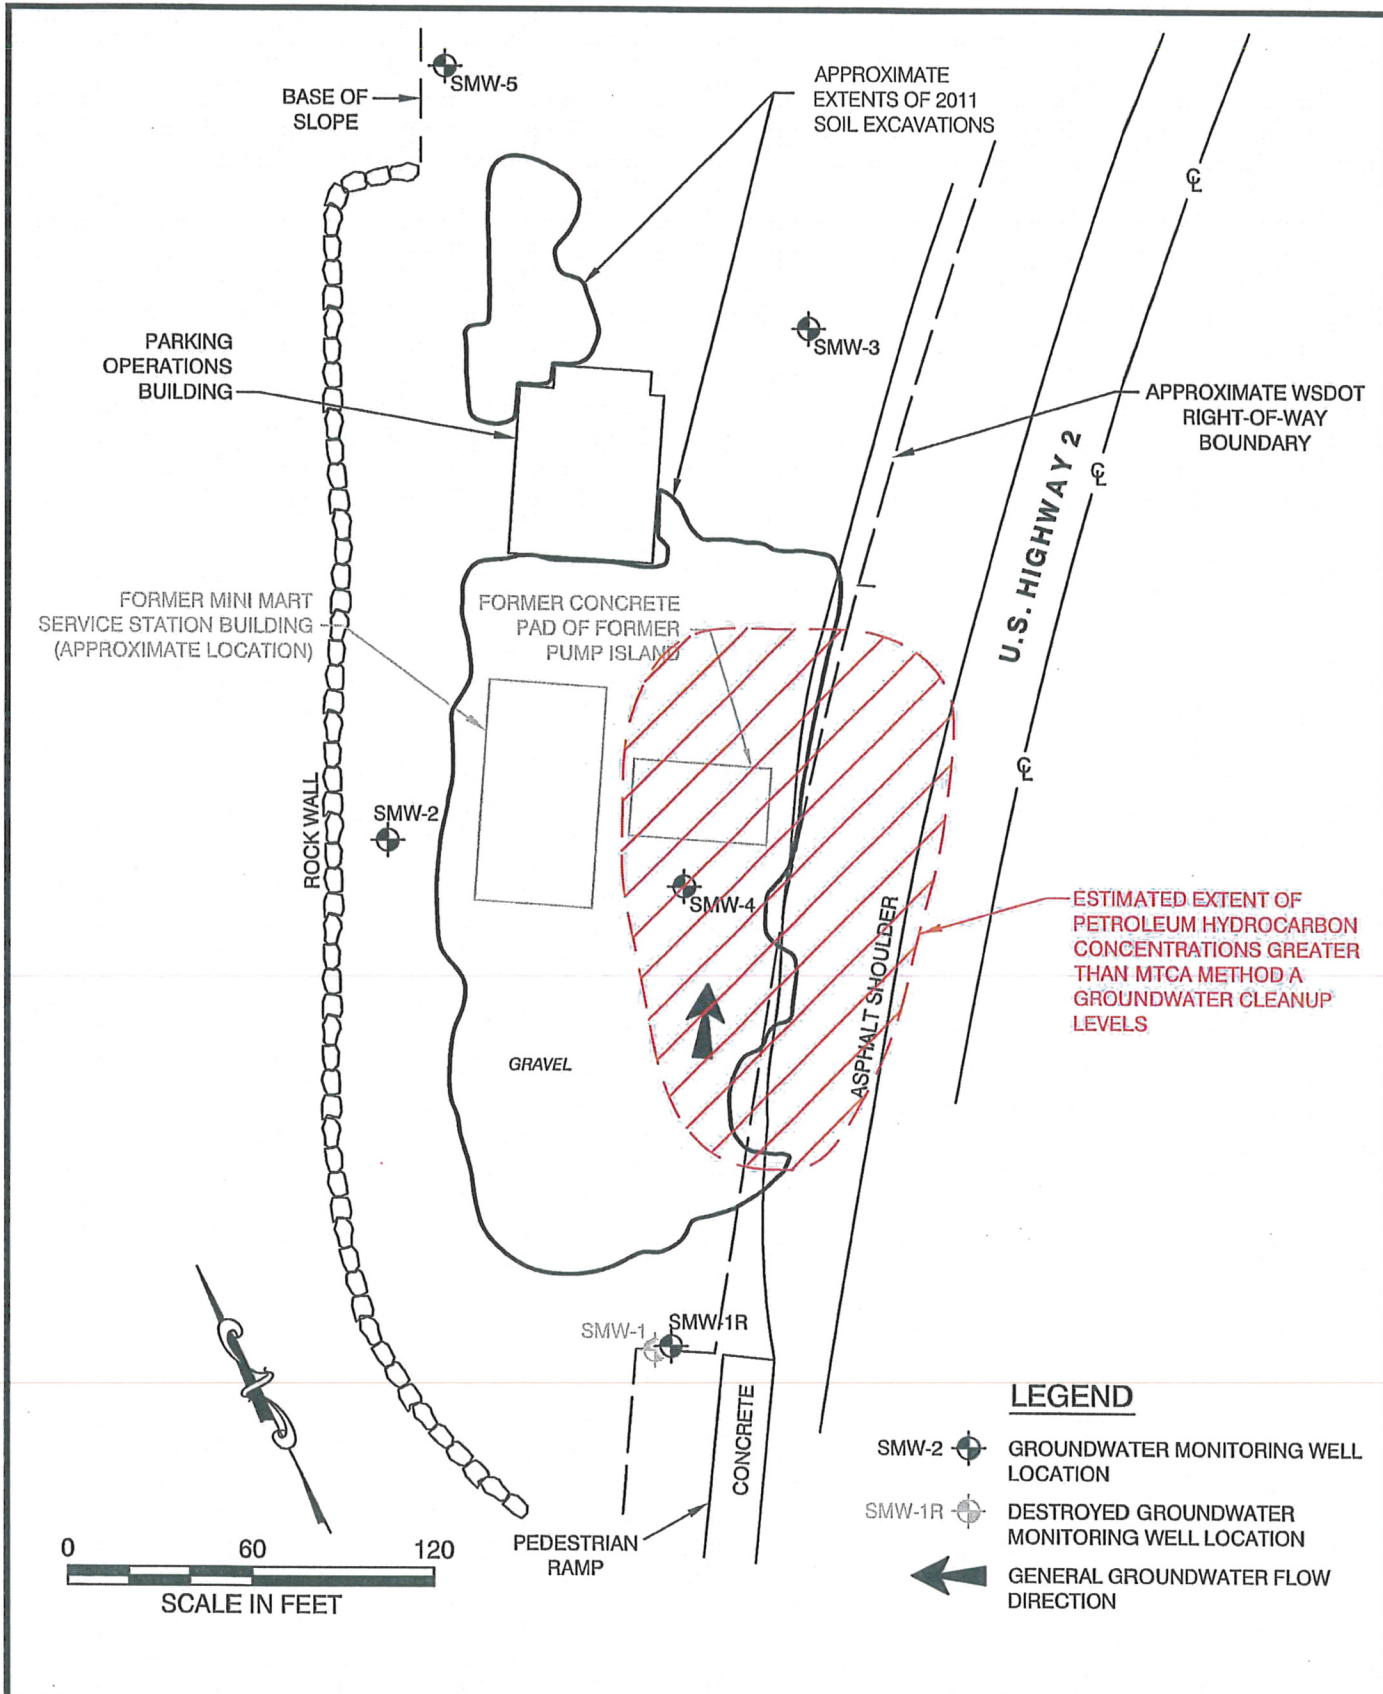 SMW-5
BASE OF
SLOPE
APPROXIMATE
EXTENTS OF 2011
SOIL EXCAVATIONS
℄
SMW-3
PARKING
OPERATIONS
BUILDING
APPROXIMATE WSDOT
RIGHT-OF-WAY
BOUNDARY
U.S. HIGHWAY 2
℄
FORMER MINI MART
SERVICE STATION BUILDING
(APPROXIMATE LOCATION)
FORMER CONCRETE
PAD OF FORMER
PUMP ISLAND
℄
ROCK WALL
SMW-2
SMW-4
ASPHALT SHOULDER
ESTIMATED EXTENT OF
PETROLEUM HYDROCARBON
CONCENTRATIONS GREATER
THAN MTCA METHOD A
GROUNDWATER CLEANUP
LEVELS
GRAVEL
SMW-1
SMW-1R
CONCRETE
PEDESTRIAN
RAMP
0 60 120
SCALE IN FEET
LEGEND
SMW-2 GROUNDWATER MONITORING WELL
LOCATION
SMW-1R DESTROYED GROUNDWATER
MONITORING WELL LOCATION
GENERAL GROUNDWATER FLOW
DIRECTION